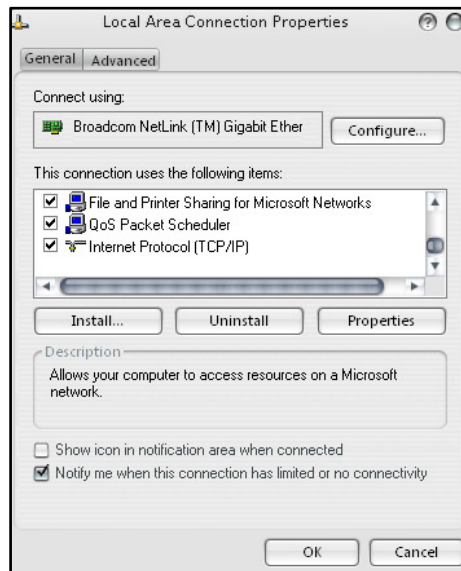 Local Area Connection Properties
General Advanced
Connect using:
Broadcom NetLink (TM) Gigabit Ether
Configure...
This connection uses the following items:
File and Printer Sharing for Microsoft Networks
QoS Packet Scheduler
Internet Protocol (TCP/IP)
Install... Uninstall Properties
Description
Allows your computer to access resources on a Microsoft
network.
Show icon in notification area when connected
Notify me when this connection has limited or no connectivity
OK Cancel